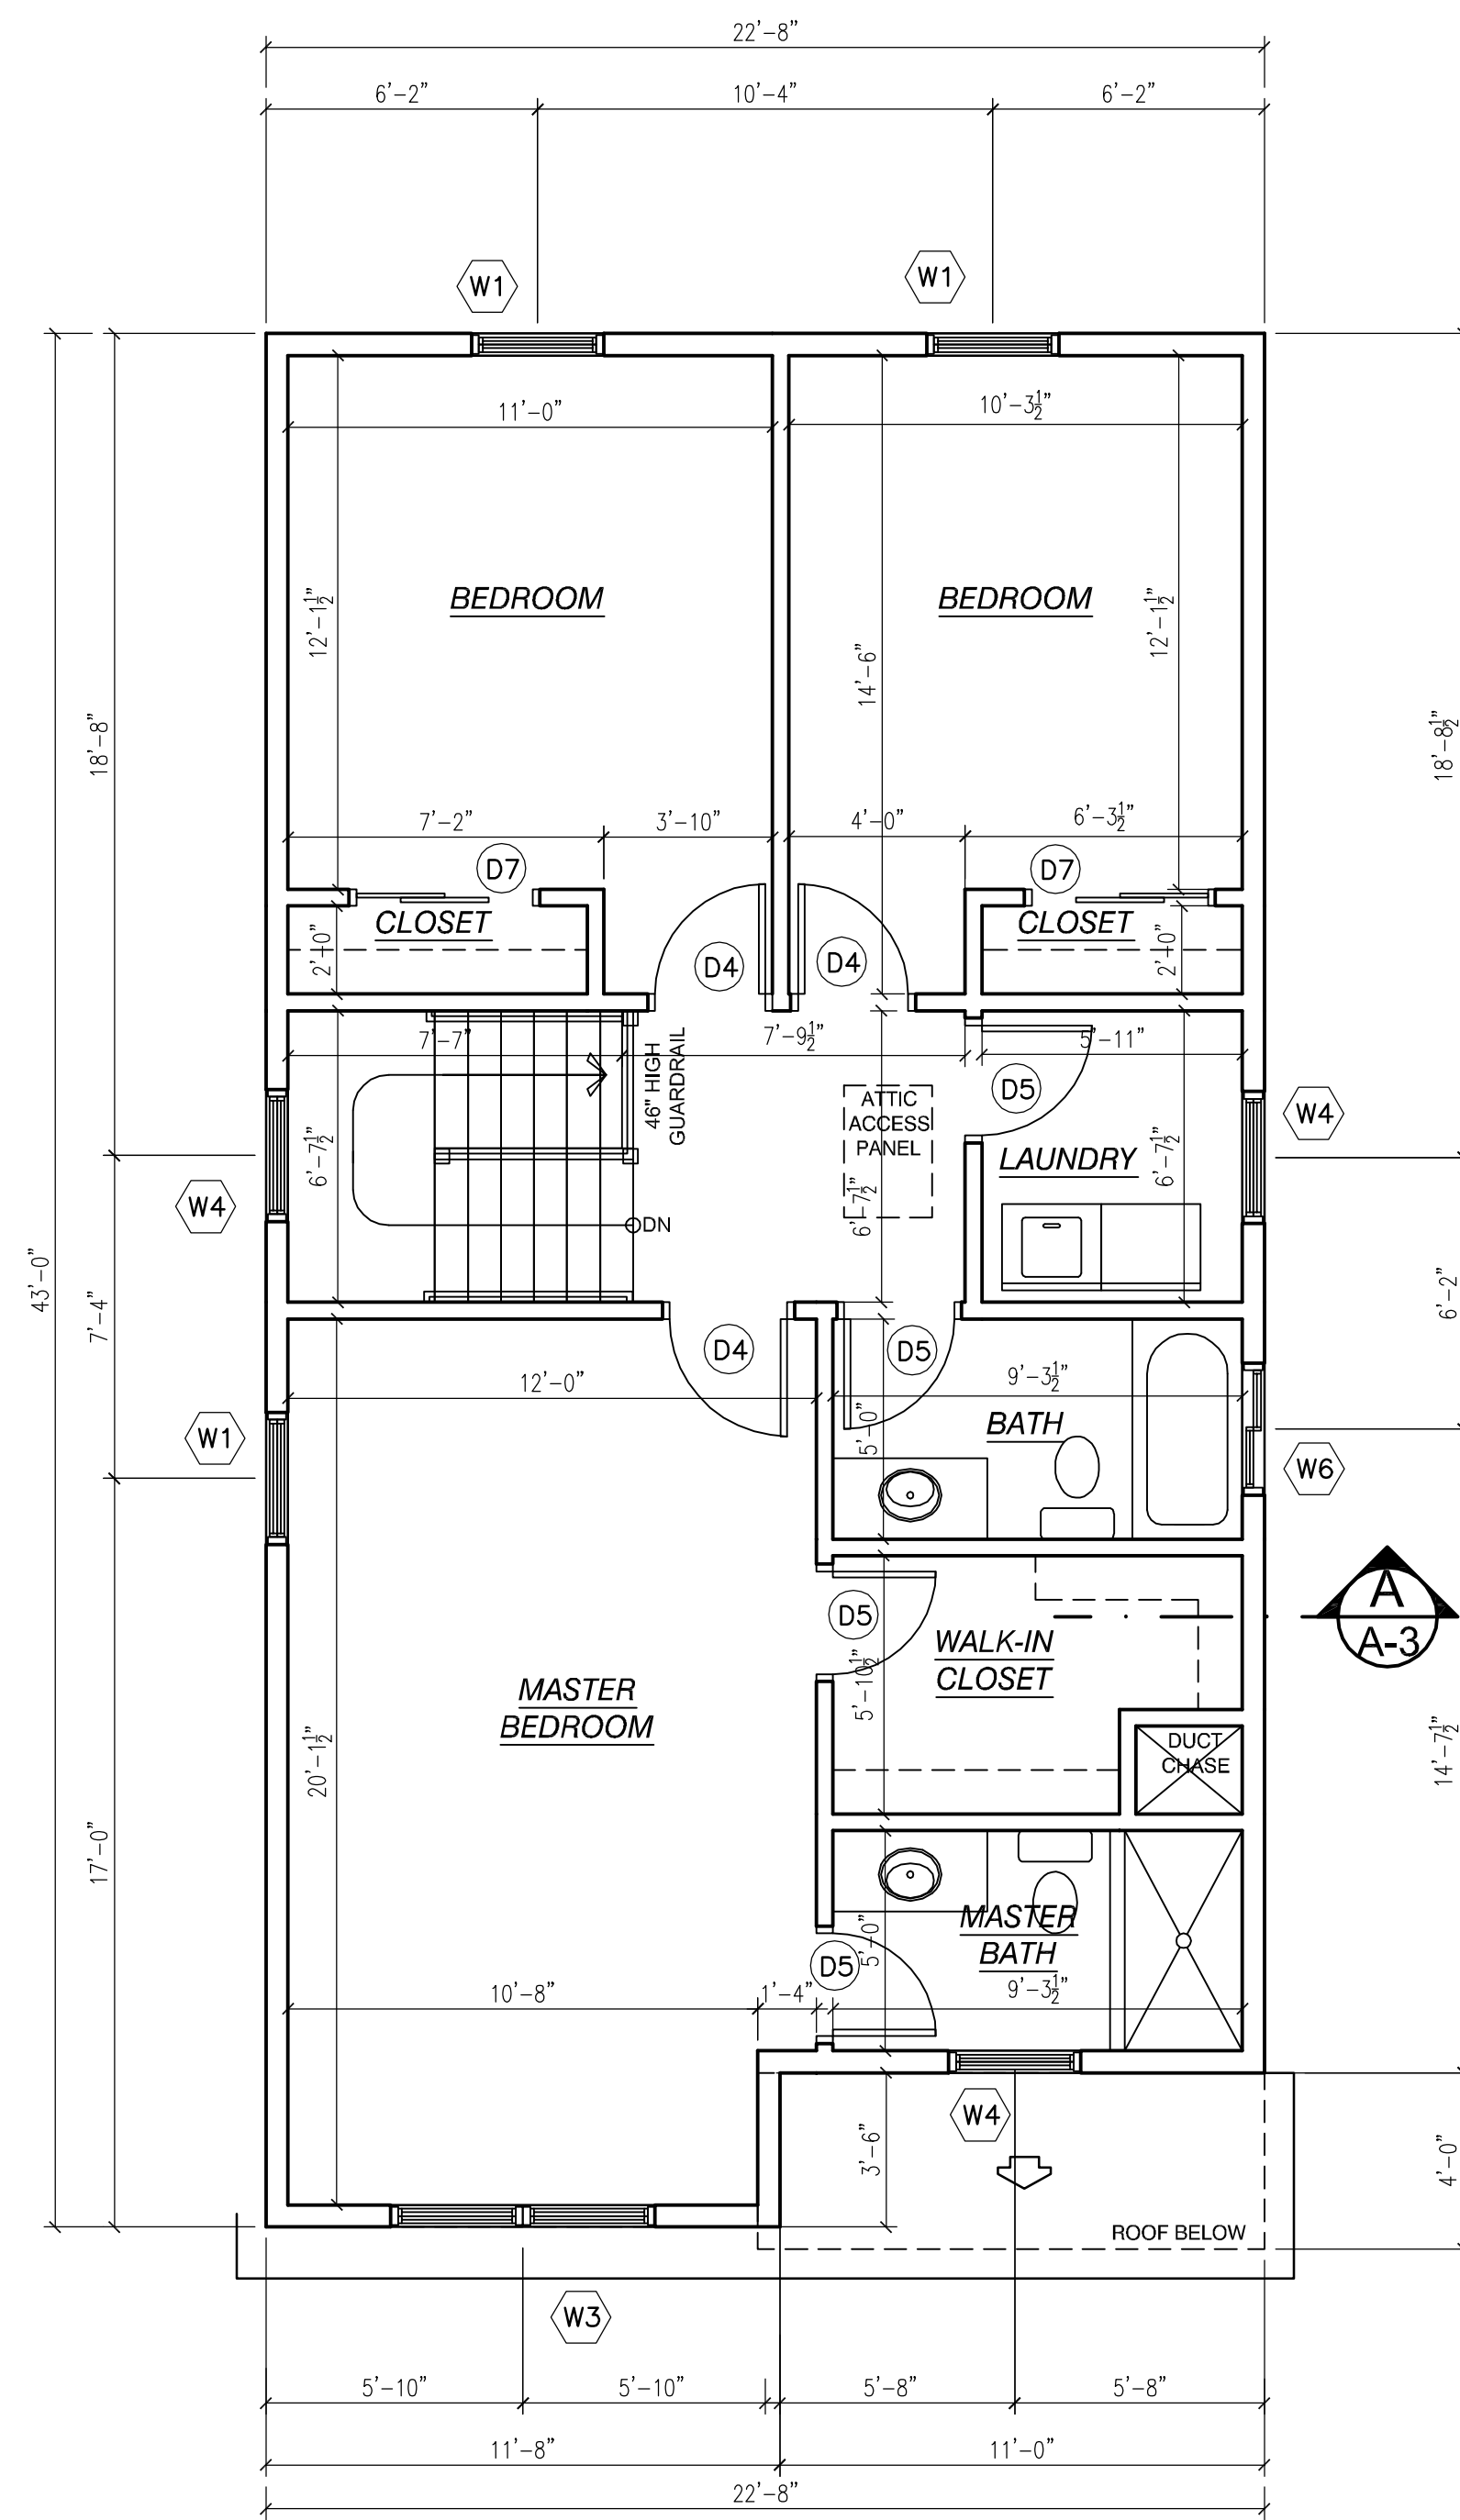 22'-8"
6'-2" 10'-4" 6'-2"
W1 W1
11'-0" 10'-3½"
BEDROOM BEDROOM
12'-1½" 14'-6" 12'-1½"
18'-8" 18'-8½"
7'-2" 3'-10" 4'-0" 6'-3½"
D7 D7
CLOSET CLOSET
2'-0" D4 D4 2'-0"
7'-7" 7'-9½" 5'-11"
46" HIGH
GUARDRAIL
D5
ATTIC
ACCESS
PANEL
W4
LAUNDRY
6'-7½" 6'-7½" 6'-7½"
W4
DN
43'-0"
7'-4" 6'-2"
D4 D5
12'-0" 9'-3½"
BATH
5'-0"
W1 W6
D5
A
A-3
WALK-IN
CLOSET
5'-10½"
MASTER
BEDROOM
20'-1½"
DUCT
CHASE
14'-7½"
17'-0"
MASTER
BATH
5'-0"
D5
10'-8" 1'-4" 9'-3½"
W4
3'-6" 4'-0"
ROOF BELOW
W3
5'-10" 5'-10" 5'-8" 5'-8"
11'-8" 11'-0"
22'-8"